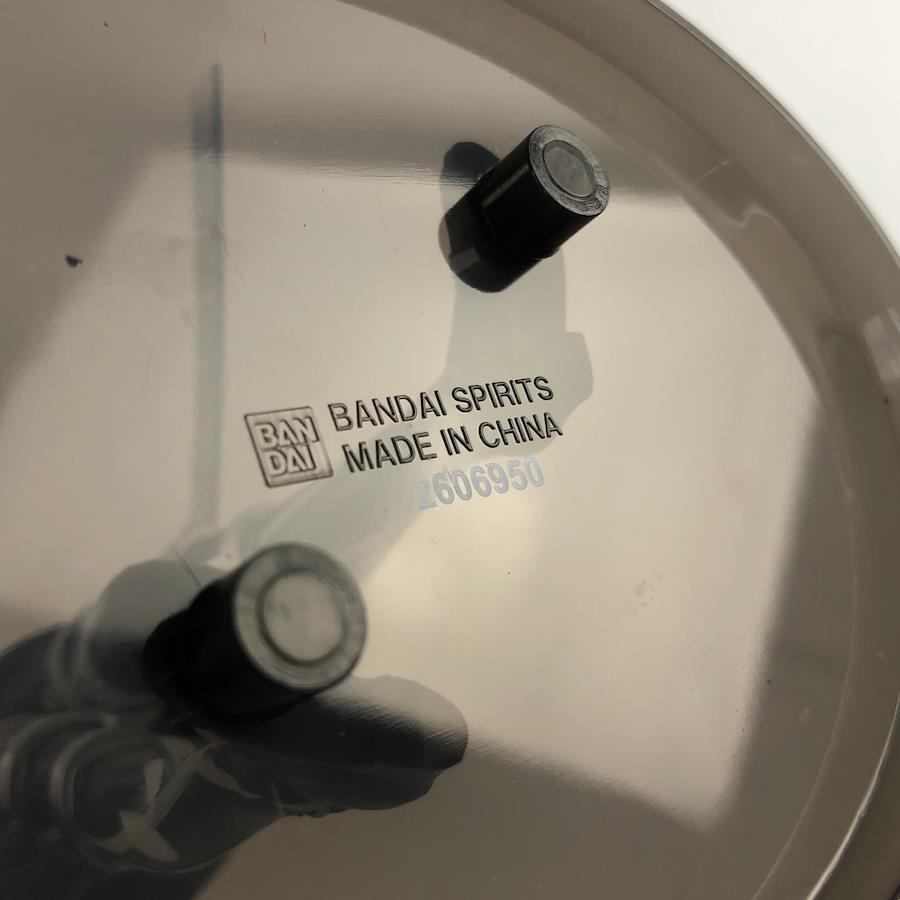 BAN
DAI
BANDAI SPIRITS
MADE IN CHINA
2606950